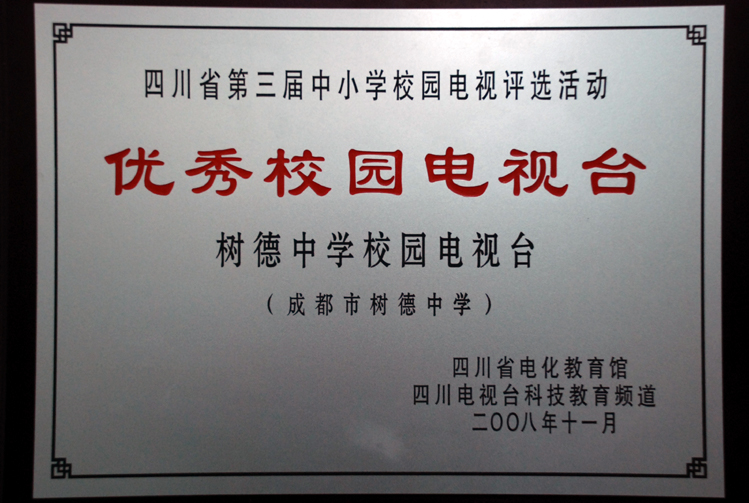 四川省第三届中小学校园电视评选活动
优秀校园电视台
树德中学校园电视台
(成都市树德中学)
四川省电化教育馆
四川电视台科技教育频道
二〇〇八年十一月